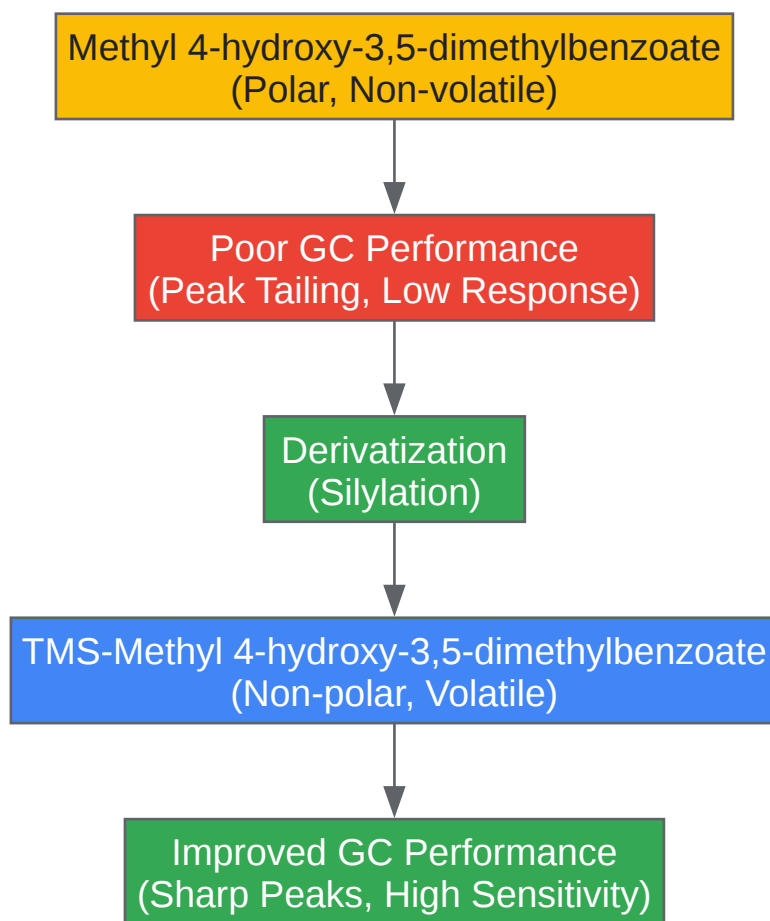 Methyl 4-hydroxy-3,5-dimethylbenzoate
(Polar, Non-volatile)
Poor GC Performance
(Peak Tailing, Low Response)
Derivatization
(Silylation)
TMS-Methyl 4-hydroxy-3,5-dimethylbenzoate
(Non-polar, Volatile)
Improved GC Performance
(Sharp Peaks, High Sensitivity)